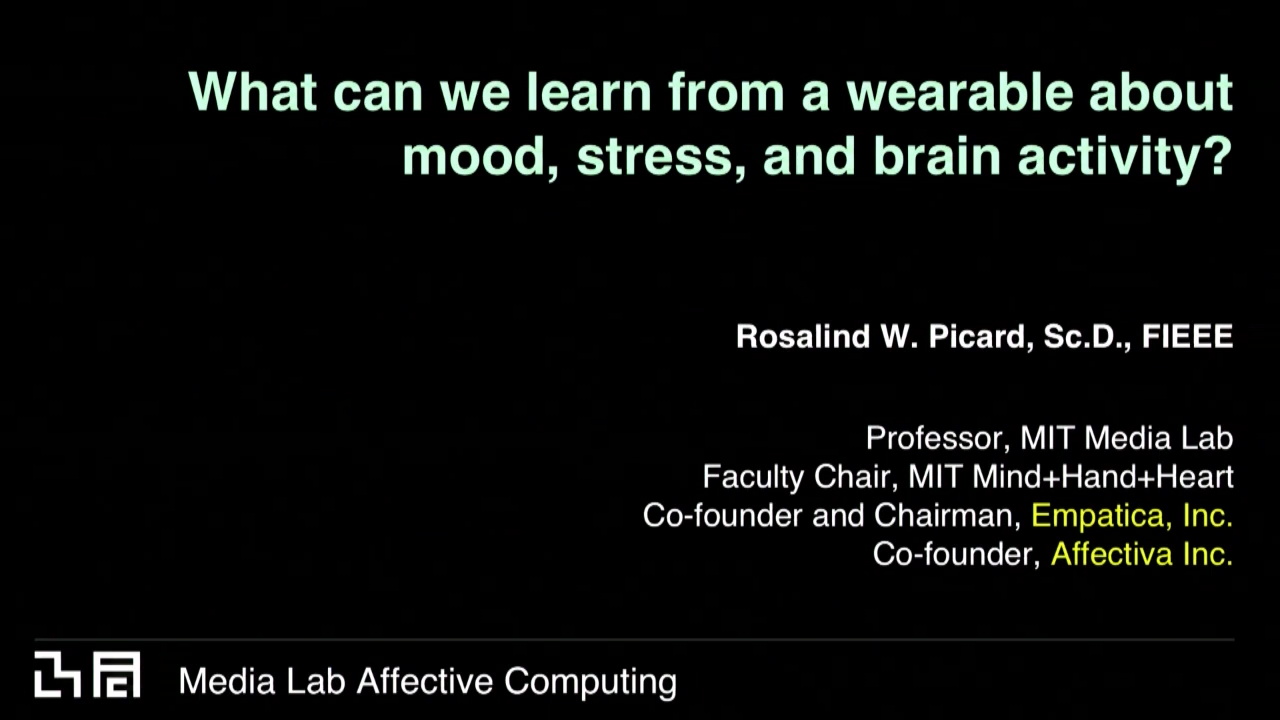 What can we learn from a wearable about
mood, stress, and brain activity?
Rosalind W. Picard, Sc.D., FIEEE
Professor, MIT Media Lab
Faculty Chair, MIT Mind+Hand+Heart
Co-founder and Chairman, Empatica, Inc.
Co-founder, Affectiva Inc.
Media Lab Affective Computing